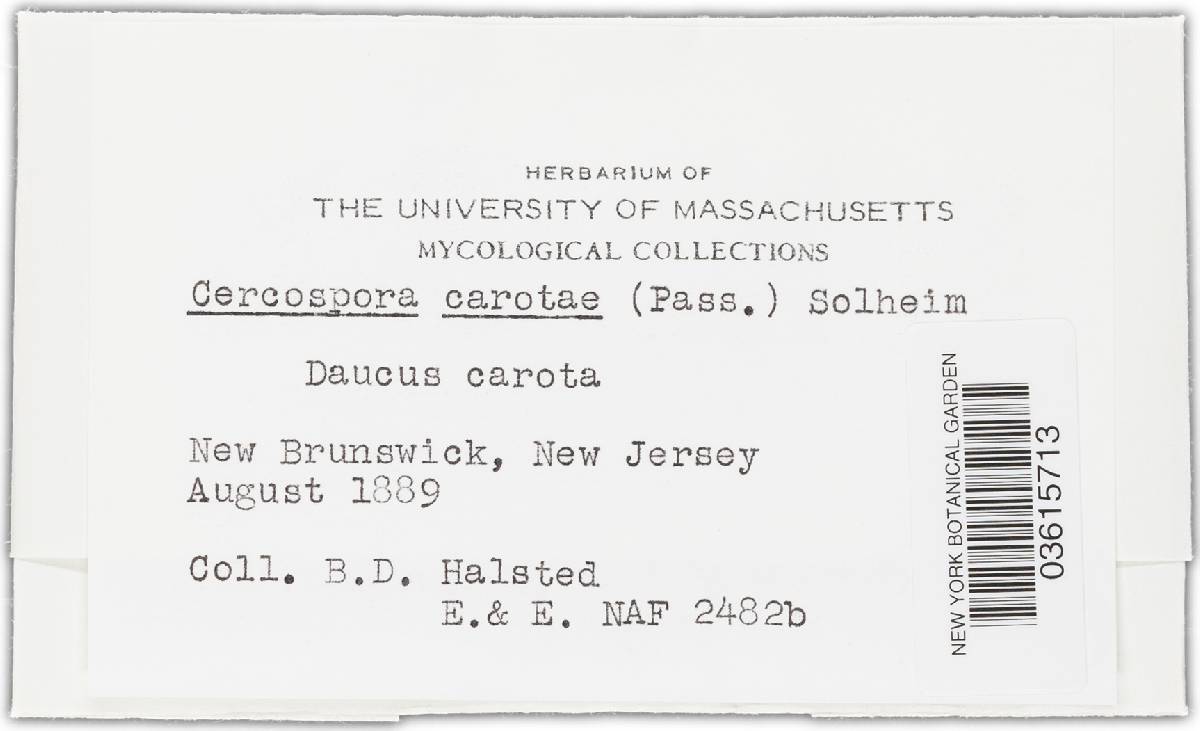 HERBARIUM OF
THE UNIVERSITY OF MASSACHUSETTS
MYCOLOGICAL COLLECTIONS
Cercospora carotae (Pass.) Solheim
Daucus carota
New Brunswick, New Jersey
August 1889
Coll. B.D. Halsted
E.& E. NAF 2482b
NEW YORK BOTANICAL GARDEN
03615713